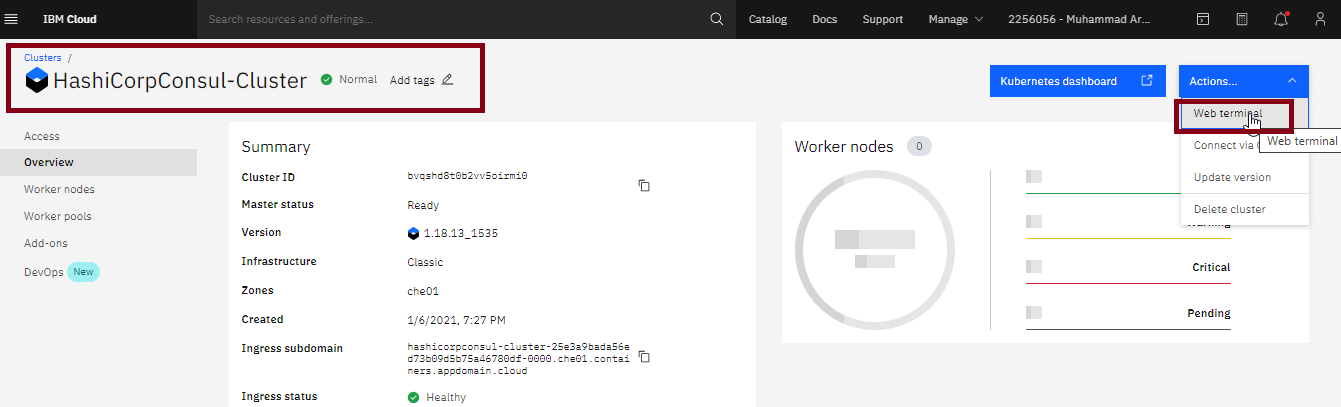 IBM Cloud
Search resources and offerings...
Catalog
Docs
Support
Manage
2256056 - Muhammad Ar...
Clusters /
HashiCorpConsul-Cluster
Normal
Add tags
Kubernetes dashboard
Actions...
Web terminal
Web terminal
Connect via
Update version
Delete cluster
Access
Overview
Worker nodes
Worker pools
Add-ons
DevOps New
Summary
Cluster ID bvqshd8t0b2vv5oirmi0
Master status Ready
Version 1.18.13_1535
Infrastructure Classic
Zones che01
Created 1/6/2021, 7:27 PM
Ingress subdomain hashicorpconsul-cluster-25e3a9bada56e
d73b09d5b75a46780df-0000.che01.contai
ners.appdomain.cloud
Ingress status Healthy
Worker nodes 0
Warning
Critical
Pending